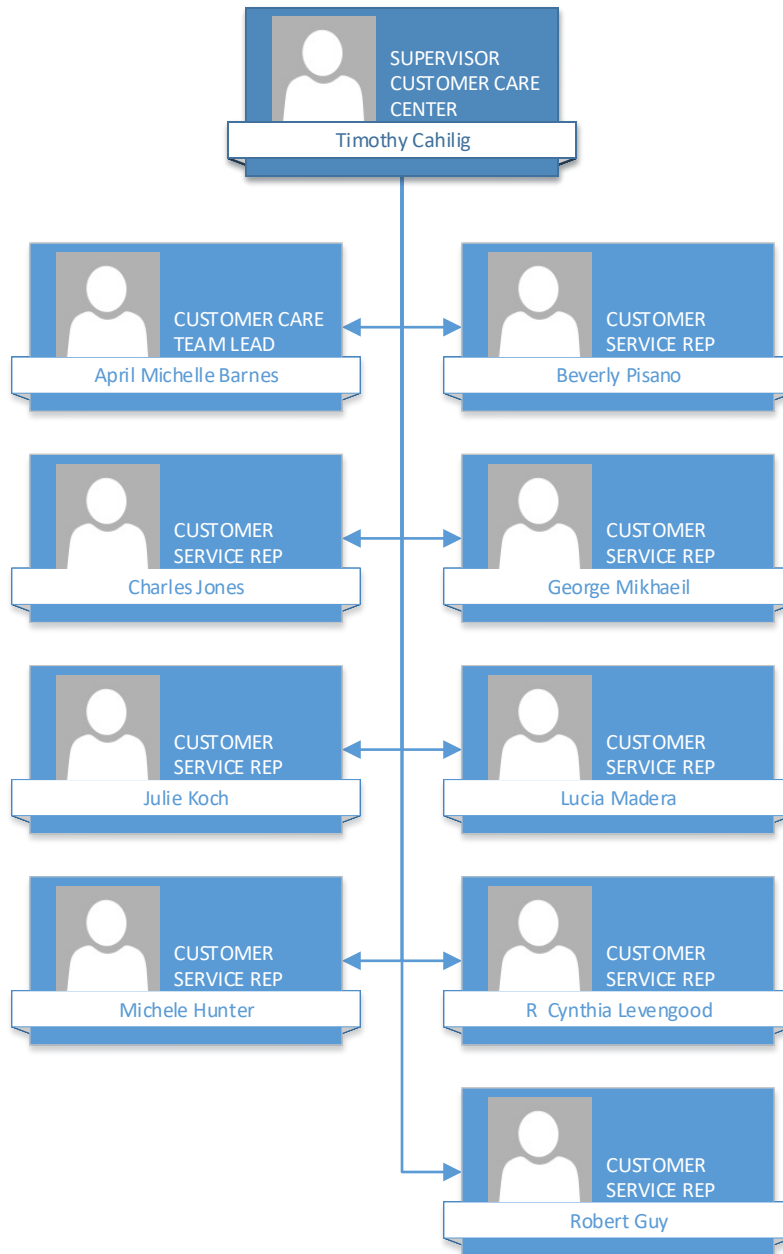 SUPERVISOR
CUSTOMER CARE
CENTER
Timothy Cahilig
CUSTOMER CARE
TEAM LEAD
April Michelle Barnes
CUSTOMER
SERVICE REP
Beverly Pisano
CUSTOMER
SERVICE REP
Charles Jones
CUSTOMER
SERVICE REP
George Mikhaeil
CUSTOMER
SERVICE REP
Julie Koch
CUSTOMER
SERVICE REP
Lucia Madera
CUSTOMER
SERVICE REP
Michele Hunter
CUSTOMER
SERVICE REP
R Cynthia Levengood
CUSTOMER
SERVICE REP
Robert Guy